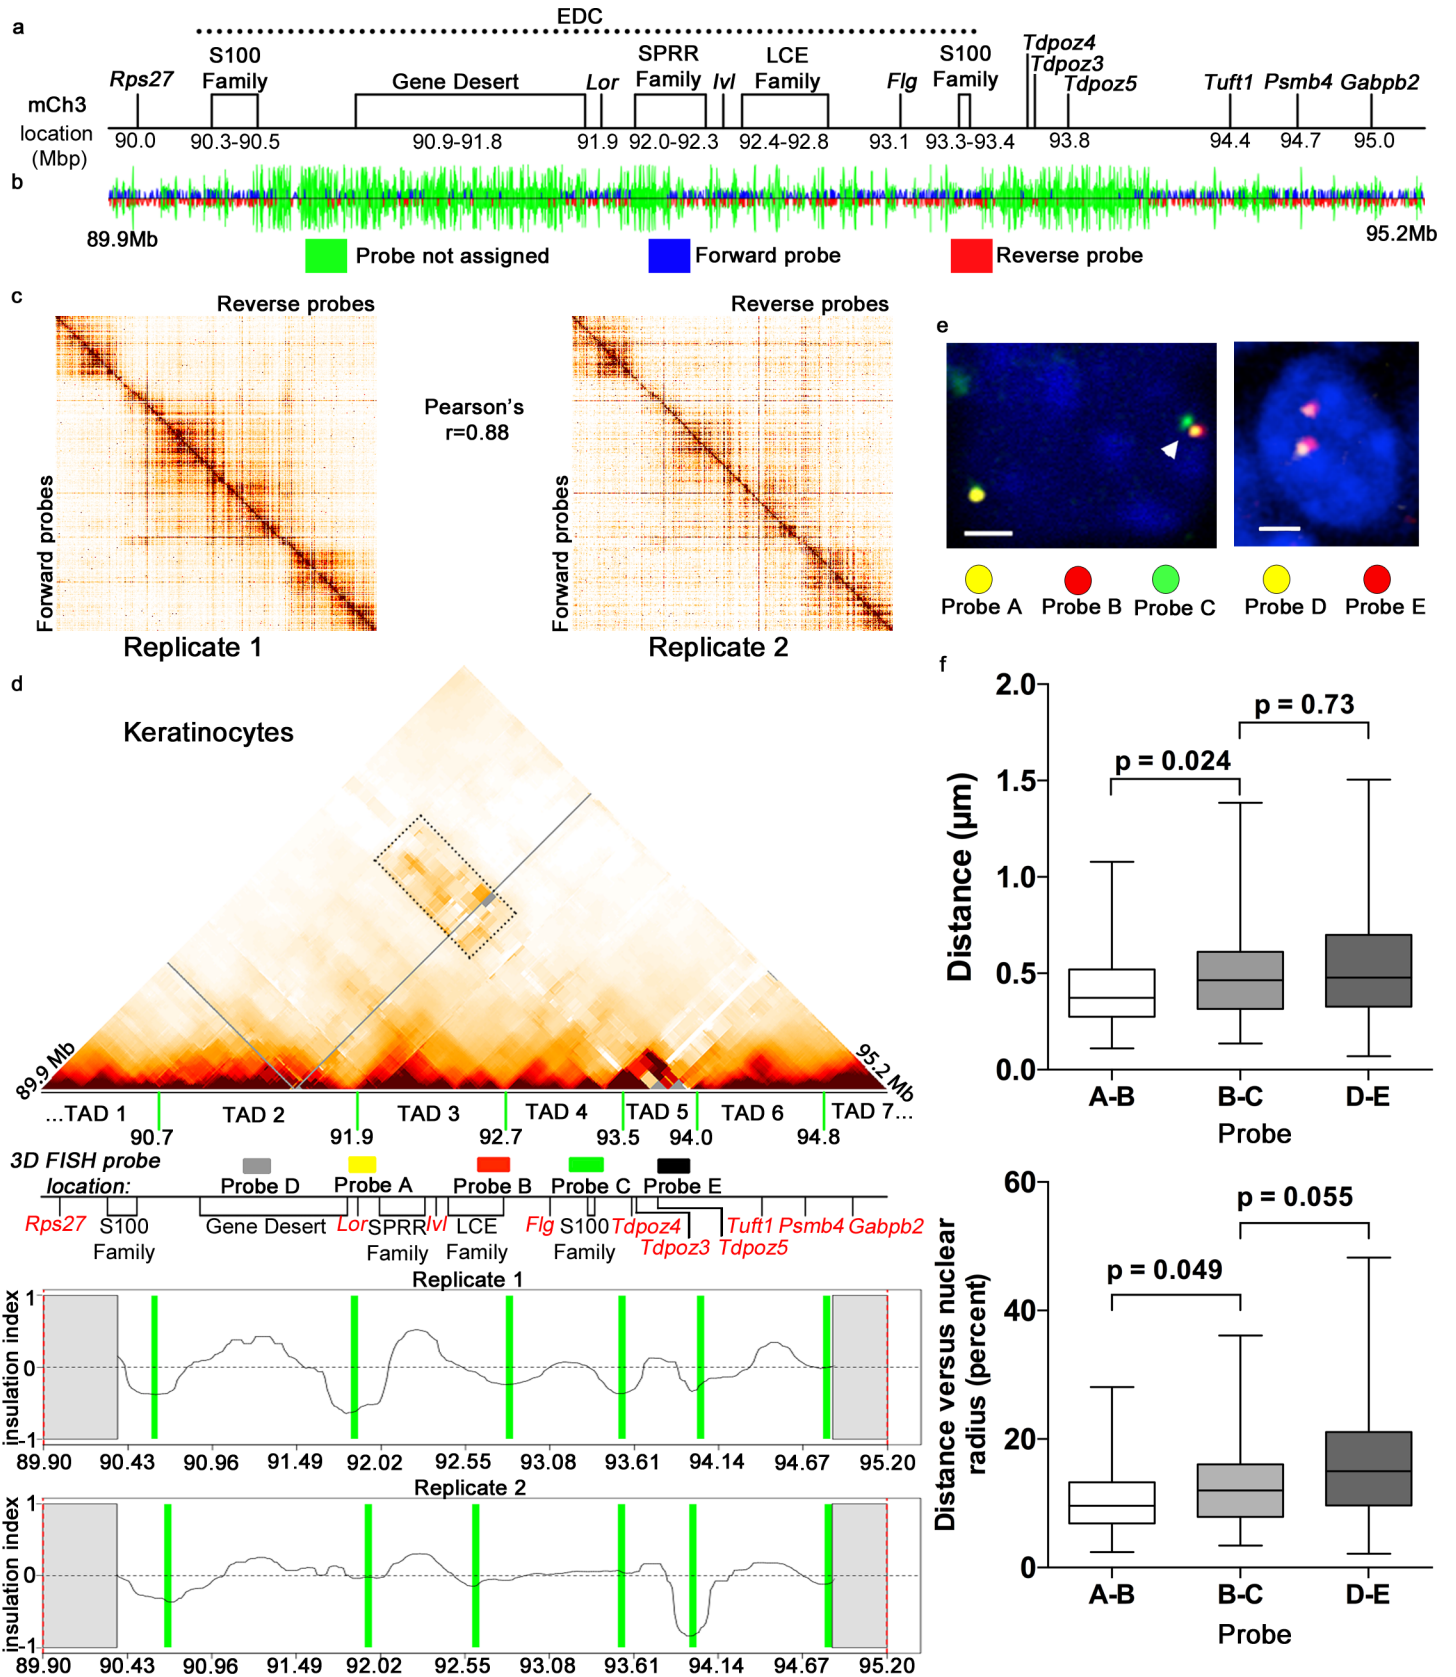 a
EDC
S100 Family
SPRR Family
LCE Family
S100 Family
Tdpoz4
Tdpoz3
Tdpoz5
Rps27
Gene Desert
Lor
Ivl
Flg
Tuft1
Psmb4
Gabpb2
mCh3
location (Mbp)
90.0
90.3-90.5
90.9-91.8
91.9
92.0-92.3
92.4-92.8
93.1
93.3-93.4
93.8
94.4
94.7
95.0
b
89.9Mb
95.2Mb
Probe not assigned
Forward probe
Reverse probe
c
Reverse probes
Forward probes
Replicate 1
Pearson's
r=0.88
Reverse probes
Forward probes
Replicate 2
e
Probe A
Probe B
Probe C
Probe D
Probe E
d
Keratinocytes
89.9 Mb
95.2 Mb
...TAD 1
TAD 2
TAD 3
TAD 4
TAD 5
TAD 6
TAD 7...
90.7
91.9
92.7
93.5
94.0
94.8
3D FISH probe
location:
Probe D
Probe A
Probe B
Probe C
Probe E
Rps27
S100 Family
Gene Desert
Lor
SPRR Family
Ivl
LCE Family
Flg
S100 Family
Tdpoz4
Tdpoz3
Tdpoz5
Tuft1
Psmb4
Gabpb2
Replicate 1
insulation index
1
0
-1
89.90 90.43 90.96 91.49 92.02 92.55 93.08 93.61 94.14 94.67 95.20
Replicate 2
insulation index
1
0
-1
89.90 90.43 90.96 91.49 92.02 92.55 93.08 93.61 94.14 94.67 95.20
f
Distance (μm)
2.0
1.5
1.0
0.5
0.0
p = 0.024
p = 0.73
A-B
B-C
D-E
Probe
Distance versus nuclear
radius (percent)
60
40
20
0
p = 0.049
p = 0.055
A-B
B-C
D-E
Probe